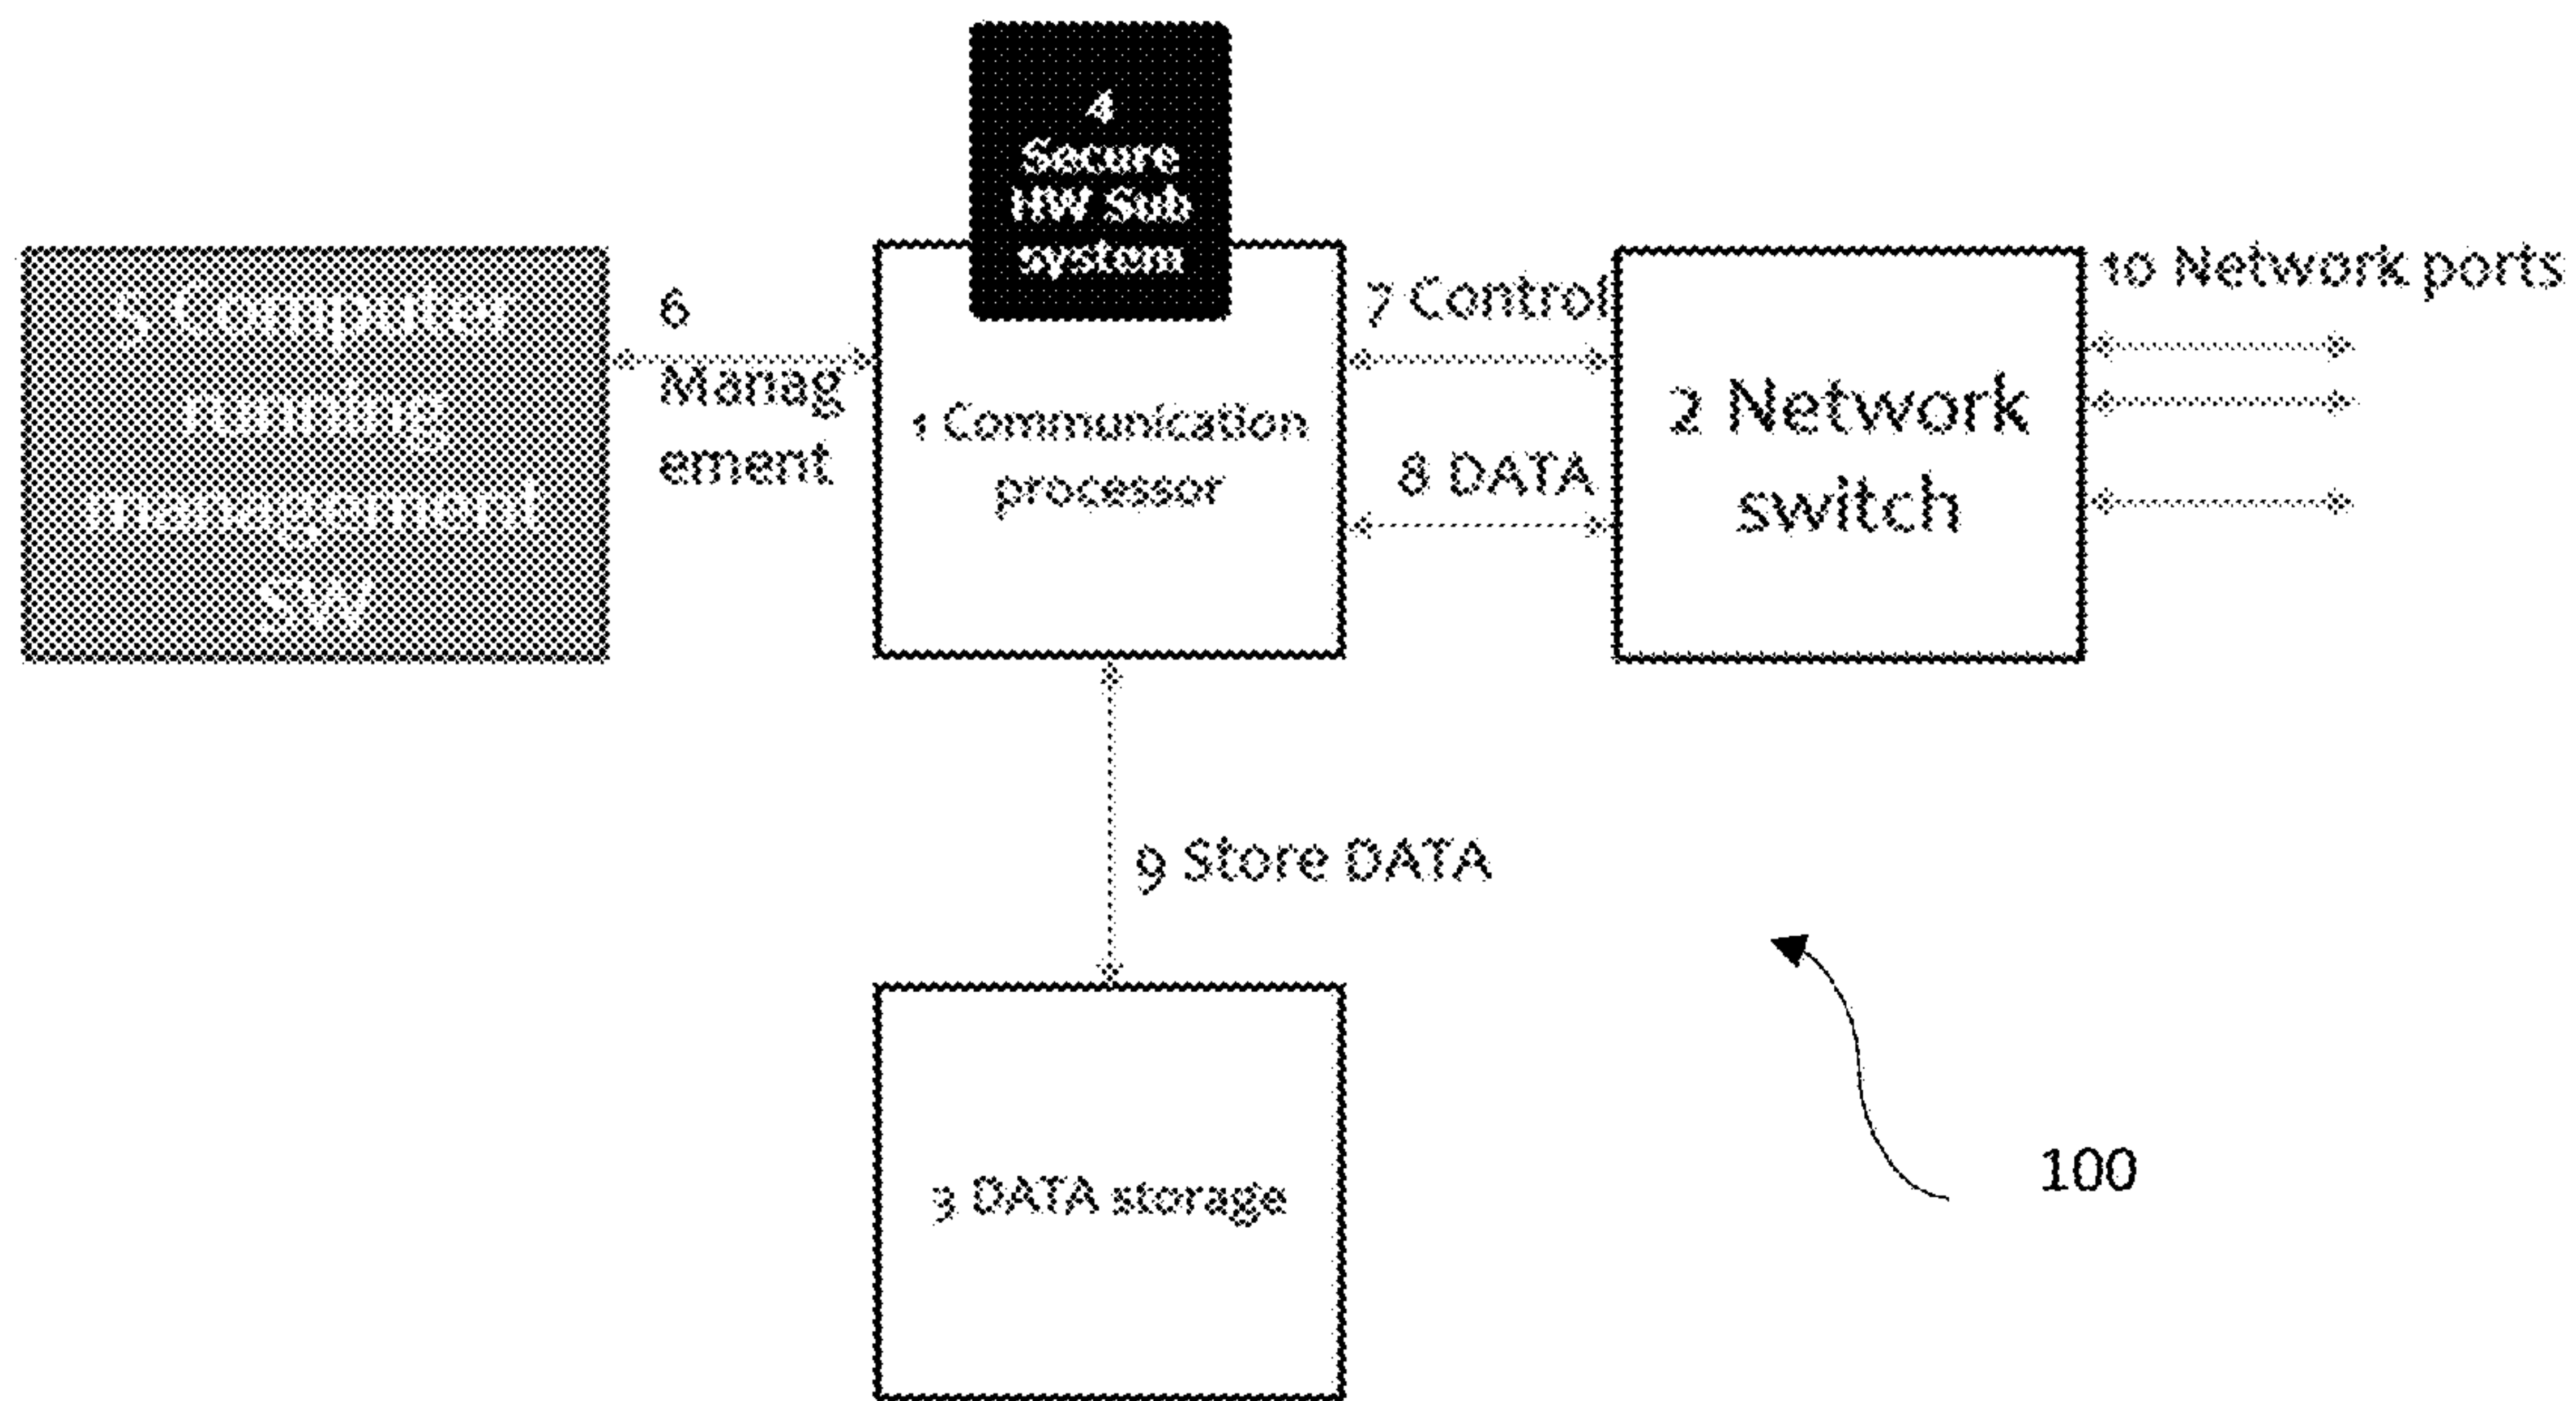 4
Secure
HW Sub
system
5 Computer
running
management
SW
6
Manag
ement
1 Communication
processor
7 Control
8 DATA
2 Network
switch
10 Network ports
9 Store DATA
3 DATA storage
100